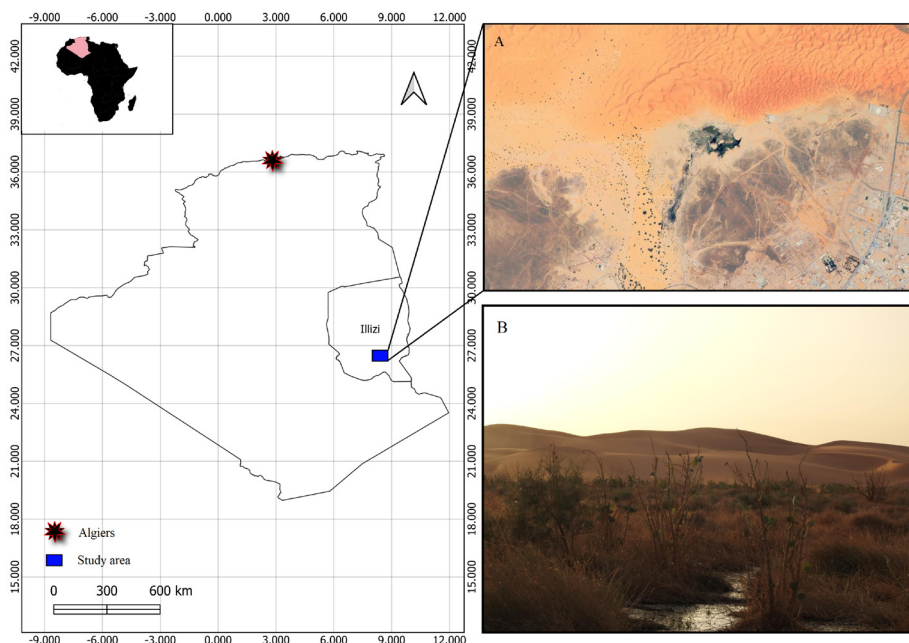 -9.000 -6.000 -3.000 0.000 3.000 6.000 9.000 12.000
42.000 42.000
39.000 39.000
36.000 36.000
33.000 33.000
30.000 30.000
27.000 27.000
24.000 24.000
21.000 21.000
18.000 18.000
15.000 15.000
Illizi
Algiers
Study area
0 300 600 km
-9.000 -6.000 -3.000 0.000 3.000 6.000 9.000 12.000
A
B